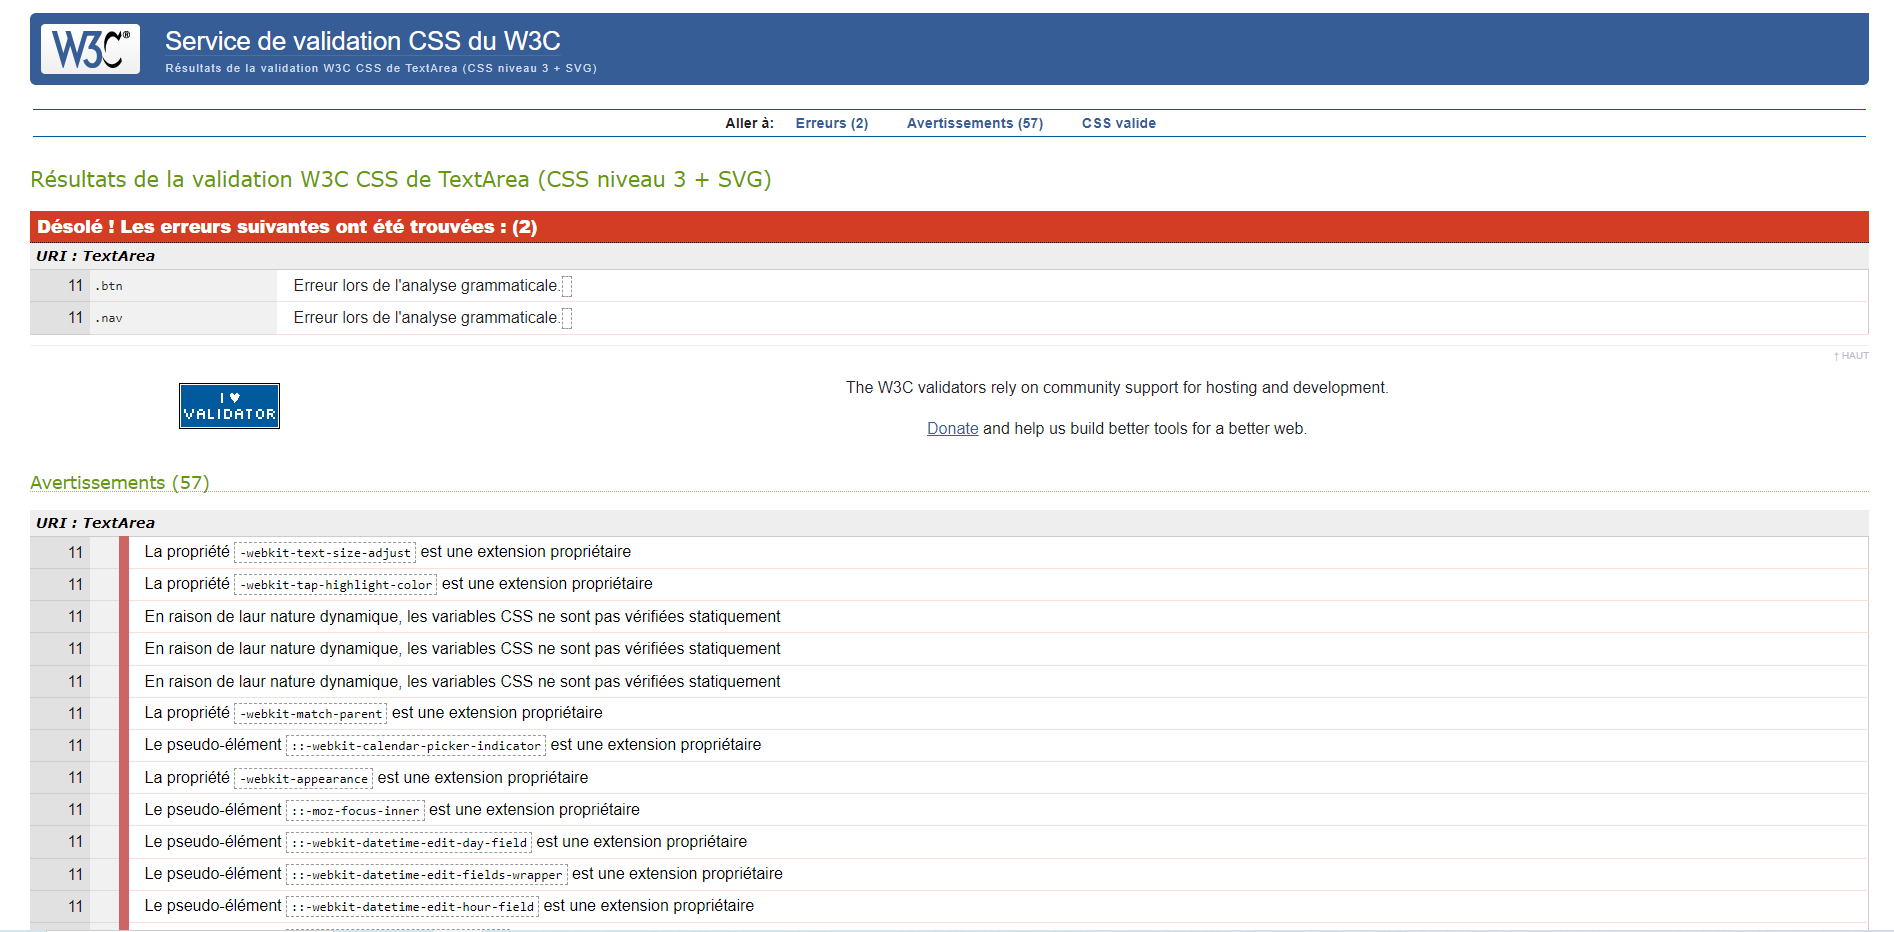 W3C®
Service de validation CSS du W3C
Résultats de la validation W3C CSS de TextArea (CSS niveau 3 + SVG)
Aller à: Erreurs (2) Avertissements (57) CSS valide
Résultats de la validation W3C CSS de TextArea (CSS niveau 3 + SVG)
Désolé ! Les erreurs suivantes ont été trouvées : (2)
URI : TextArea
11 .btn Erreur lors de l'analyse grammaticale.
11 .nav Erreur lors de l'analyse grammaticale.
↑ HAUT
I ♥
VALIDATOR
The W3C validators rely on community support for hosting and development.
Donate and help us build better tools for a better web.
Avertissements (57)
URI : TextArea
11 La propriété -webkit-text-size-adjust est une extension propriétaire
11 La propriété -webkit-tap-highlight-color est une extension propriétaire
11 En raison de laur nature dynamique, les variables CSS ne sont pas vérifiées statiquement
11 En raison de laur nature dynamique, les variables CSS ne sont pas vérifiées statiquement
11 En raison de laur nature dynamique, les variables CSS ne sont pas vérifiées statiquement
11 La propriété -webkit-match-parent est une extension propriétaire
11 Le pseudo-élément ::-webkit-calendar-picker-indicator est une extension propriétaire
11 La propriété -webkit-appearance est une extension propriétaire
11 Le pseudo-élément ::-moz-focus-inner est une extension propriétaire
11 Le pseudo-élément ::-webkit-datetime-edit-day-field est une extension propriétaire
11 Le pseudo-élément ::-webkit-datetime-edit-fields-wrapper est une extension propriétaire
11 Le pseudo-élément ::-webkit-datetime-edit-hour-field est une extension propriétaire